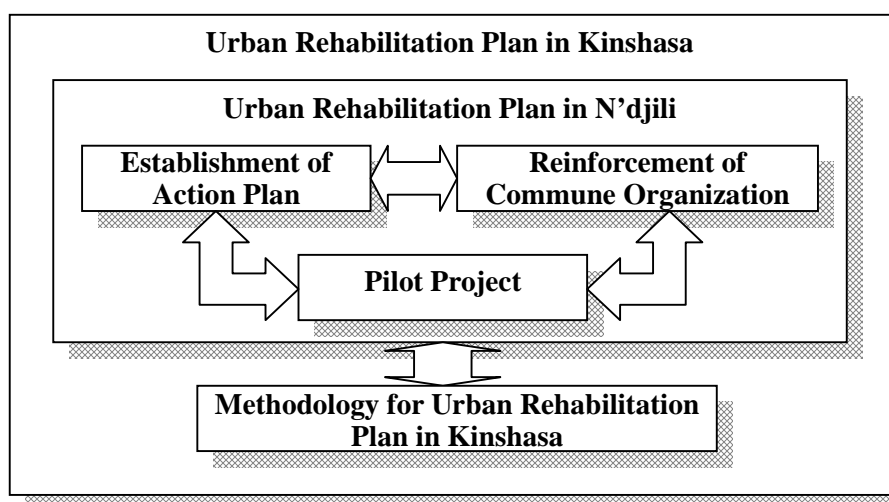 Urban Rehabilitation Plan in Kinshasa
Urban Rehabilitation Plan in N'djili
Establishment of
Action Plan
Reinforcement of
Commune Organization
Pilot Project
Methodology for Urban Rehabilitation
Plan in Kinshasa